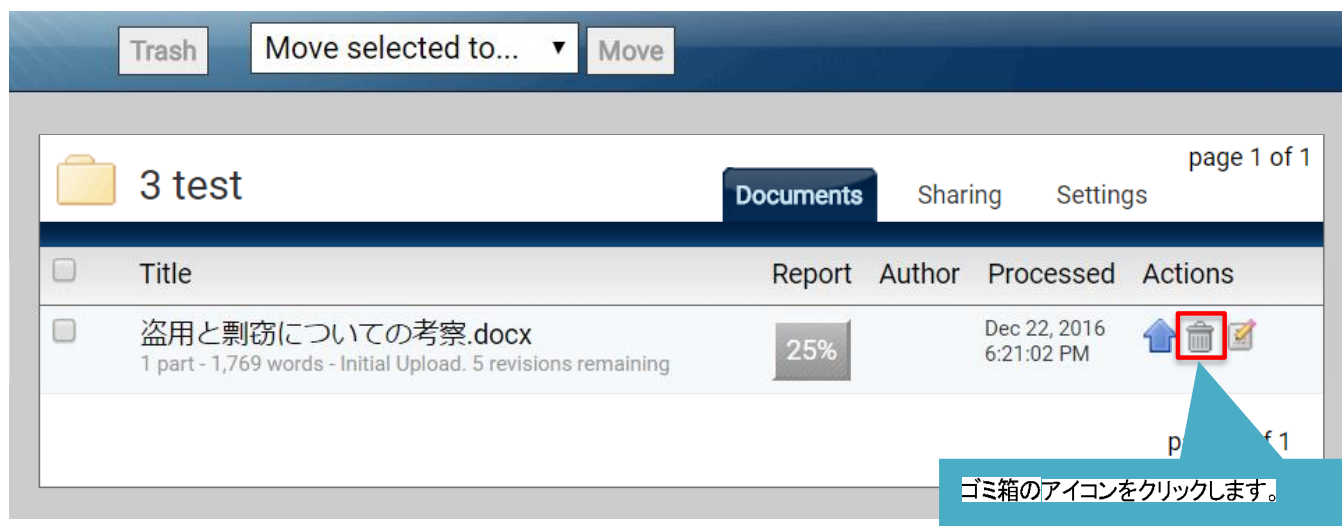 Trash Move selected to... Move
page 1 of 1
3 test
Documents Sharing Settings
Title Report Author Processed Actions
盗用と剽窃についての考察.docx 25% Dec 22, 2016
1 part - 1,769 words - Initial Upload. 5 revisions remaining 6:21:02 PM
1
ゴミ箱のアイコンをクリックします。